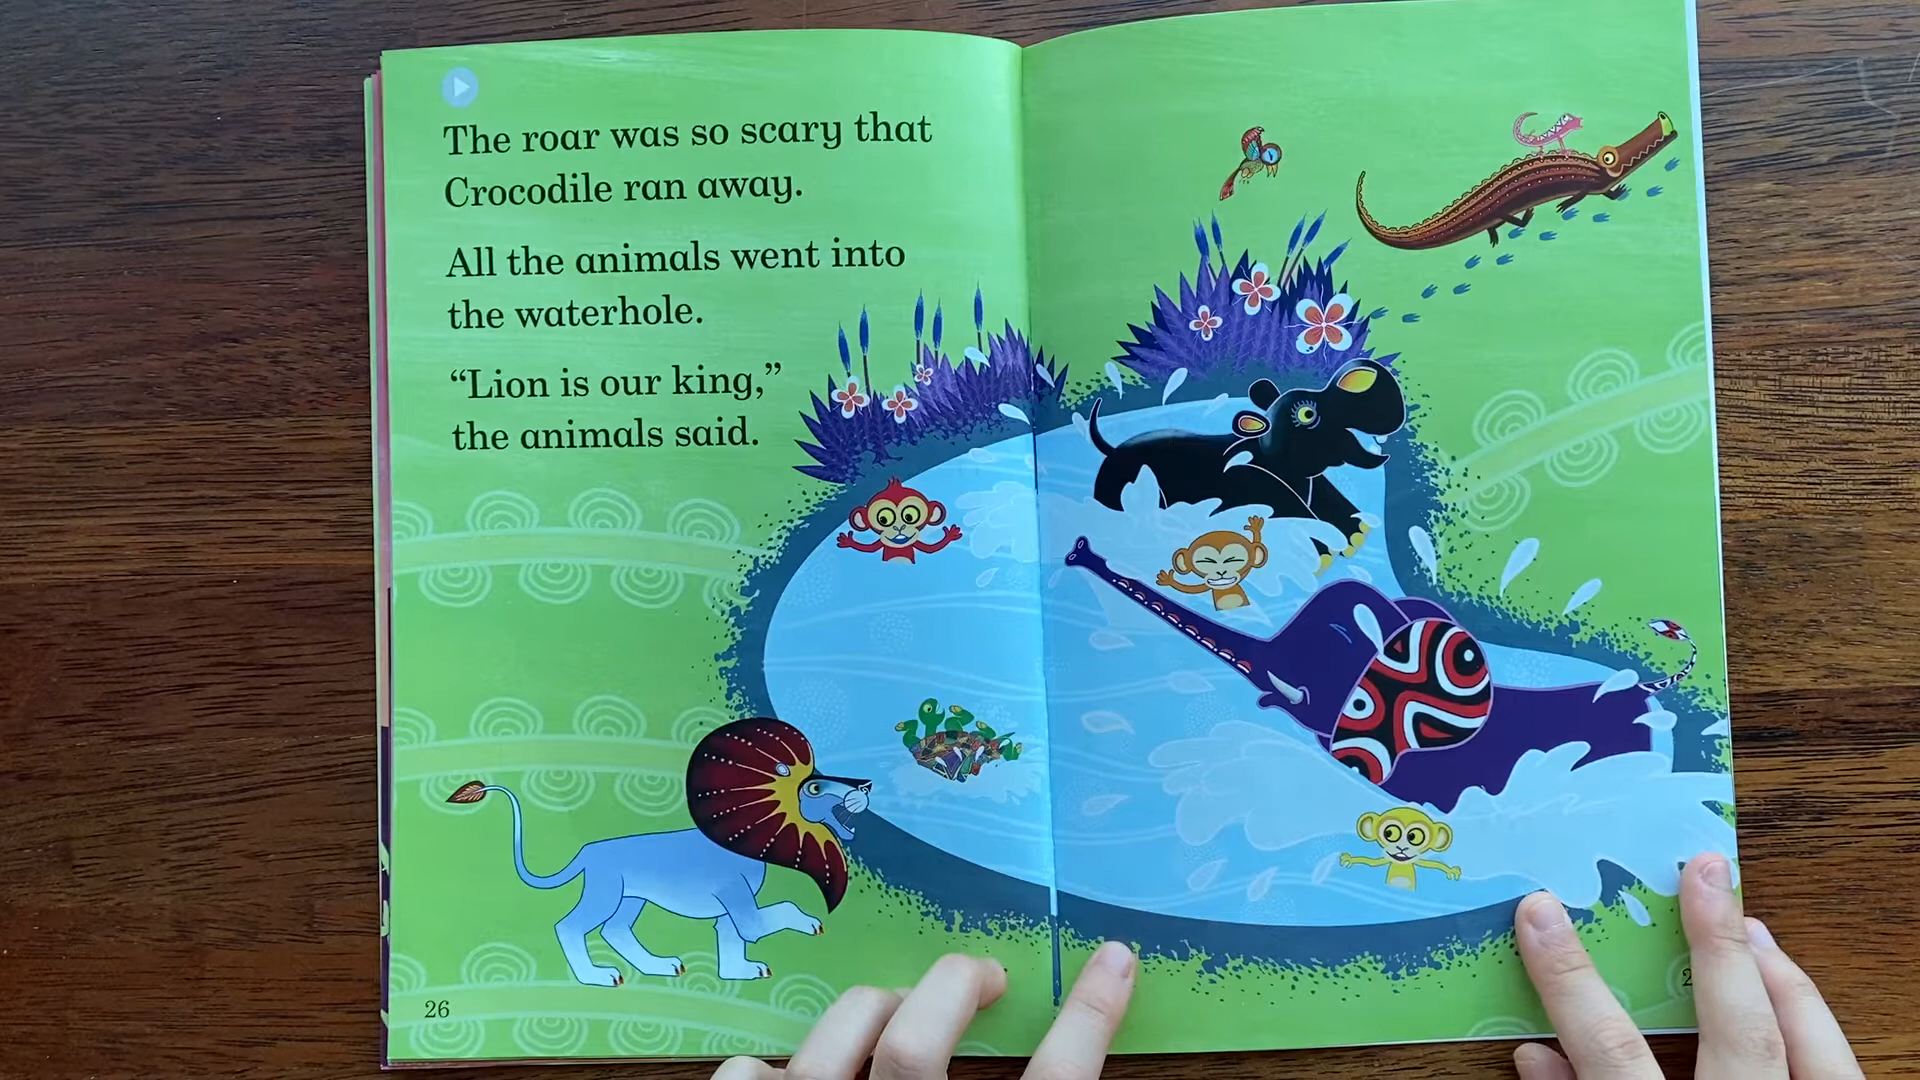 The roar was so scary that
Crocodile ran away.
All the animals went into
the waterhole.
“Lion is our king,”
the animals said.
26